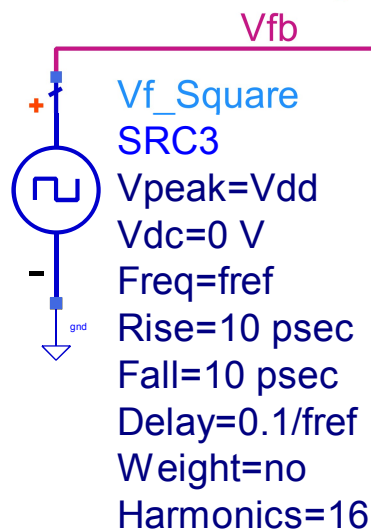 Vfb
+
Vf_Square
SRC3
Vpeak=Vdd
Vdc=0 V
Freq=fref
–
gnd
Rise=10 psec
Fall=10 psec
Delay=0.1/fref
Weight=no
Harmonics=16